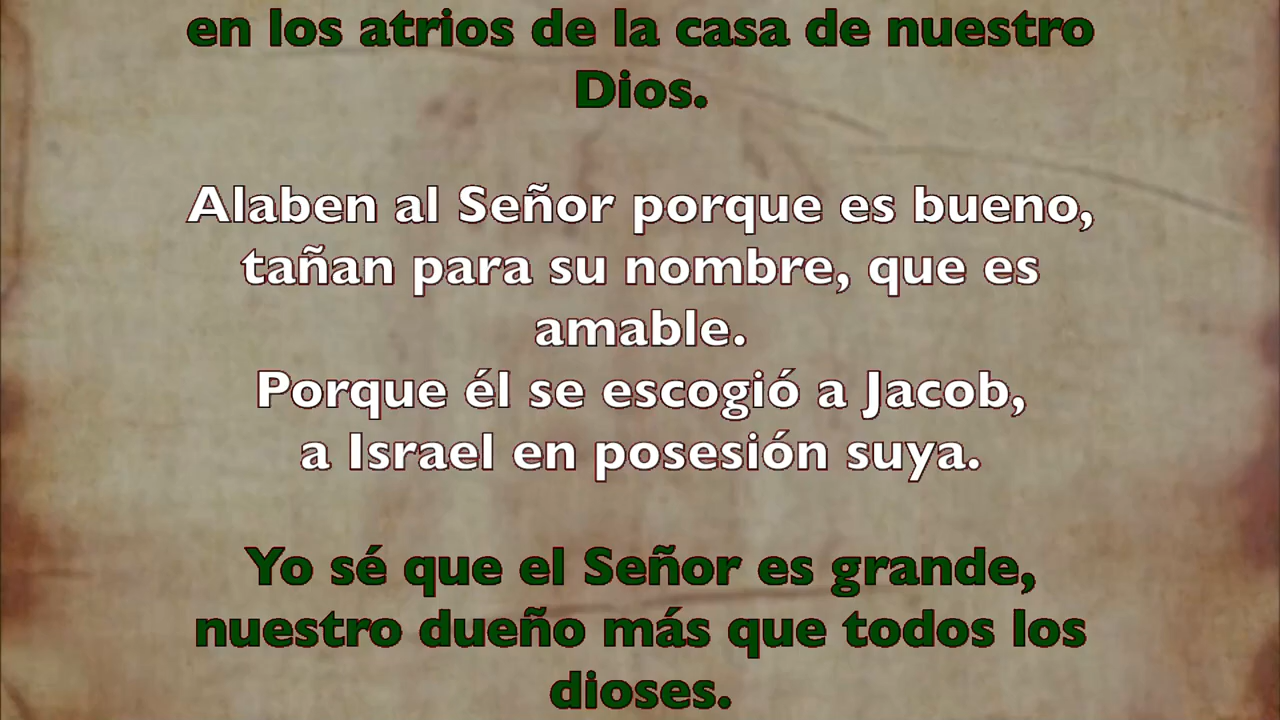 en los atrios de la casa de nuestro
Dios.
Alaben al Señor porque es bueno,
tañan para su nombre, que es
amable.
Porque él se escogió a Jacob,
a Israel en posesión suya.
Yo sé que el Señor es grande,
nuestro dueño más que todos los
dioses.